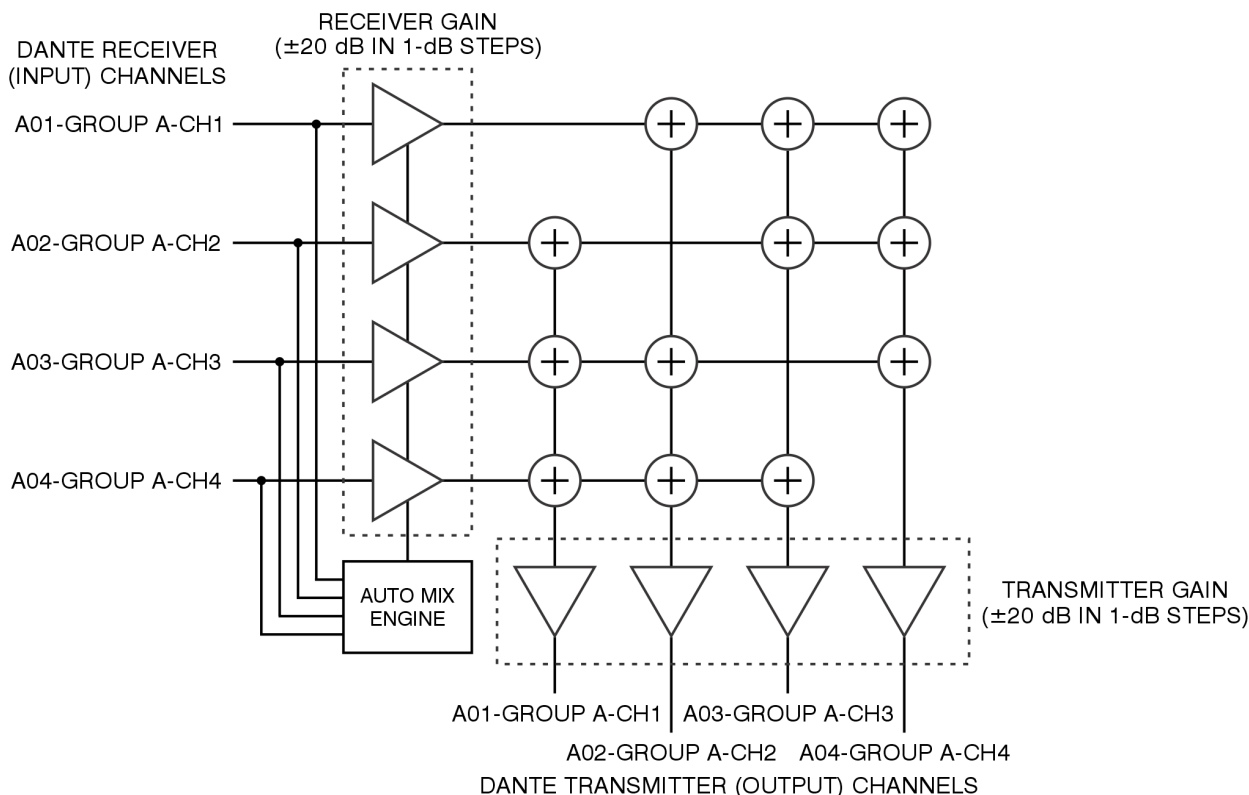 RECEIVER GAIN
(±20 dB IN 1-dB STEPS)
DANTE RECEIVER
(INPUT) CHANNELS
A01-GROUP A-CH1
A02-GROUP A-CH2
A03-GROUP A-CH3
A04-GROUP A-CH4
AUTO MIX
ENGINE
TRANSMITTER GAIN
(±20 dB IN 1-dB STEPS)
A01-GROUP A-CH1
A03-GROUP A-CH3
A02-GROUP A-CH2
A04-GROUP A-CH4
DANTE TRANSMITTER (OUTPUT) CHANNELS